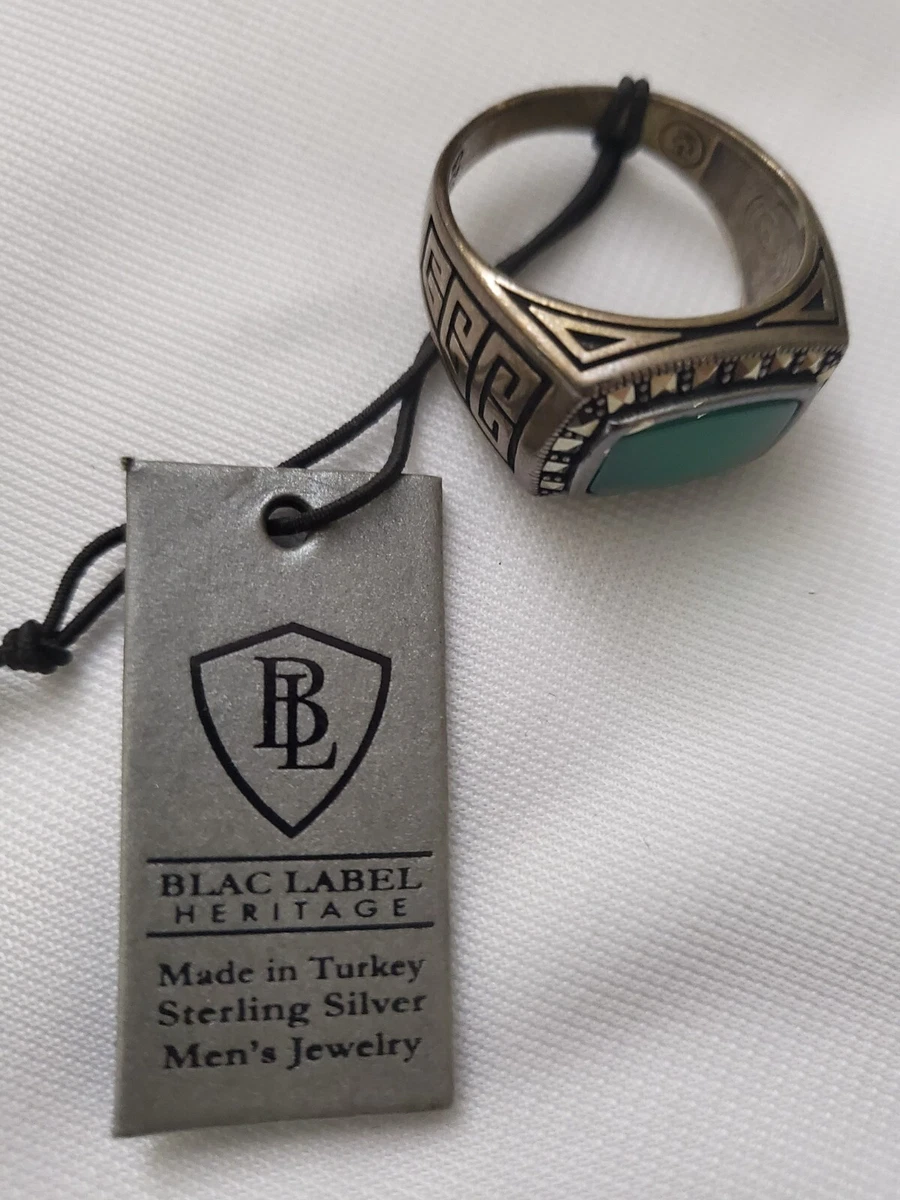 BL
BLAC LABEL
HERITAGE
Made in Turkey
Sterling Silver
Men's Jewelry